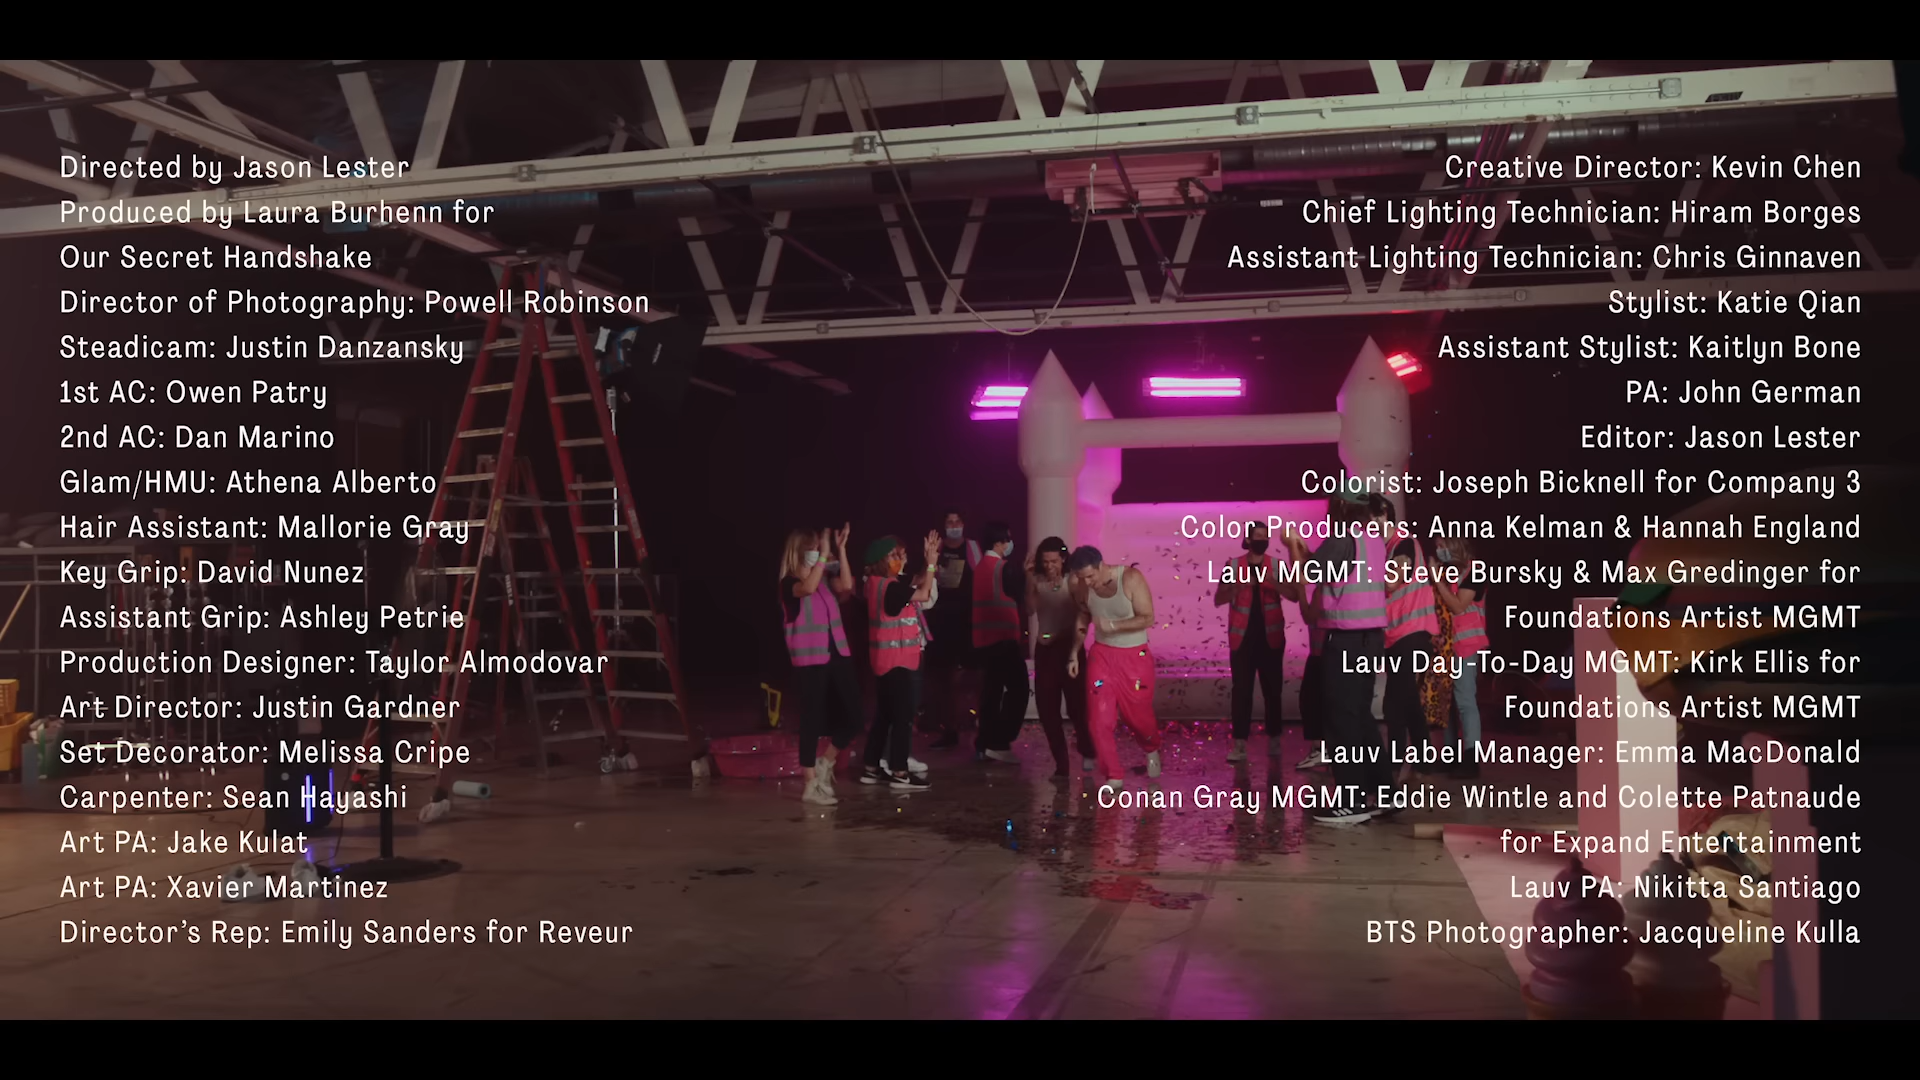 Directed by Jason Lester
Produced by Laura Burhenn for
Our Secret Handshake
Director of Photography: Powell Robinson
Steadicam: Justin Danzansky
1st AC: Owen Patry
2nd AC: Dan Marino
Glam/HMU: Athena Alberto
Hair Assistant: Mallorie Gray
Key Grip: David Nunez
Assistant Grip: Ashley Petrie
Production Designer: Taylor Almodovar
Art Director: Justin Gardner
Set Decorator: Melissa Cripe
Carpenter: Sean Hayashi
Art PA: Jake Kulat
Art PA: Xavier Martinez
Director’s Rep: Emily Sanders for Reveur
Creative Director: Kevin Chen
Chief Lighting Technician: Hiram Borges
Assistant Lighting Technician: Chris Ginnaven
Stylist: Katie Qian
Assistant Stylist: Kaitlyn Bone
PA: John German
Editor: Jason Lester
Colorist: Joseph Bicknell for Company 3
Color Producers: Anna Kelman & Hannah England
Lauv MGMT: Steve Bursky & Max Gredinger for
Foundations Artist MGMT
Lauv Day-To-Day MGMT: Kirk Ellis for
Foundations Artist MGMT
Lauv Label Manager: Emma MacDonald
Conan Gray MGMT: Eddie Wintle and Colette Patnaude
for Expand Entertainment
Lauv PA: Nikitta Santiago
BTS Photographer: Jacqueline Kulla